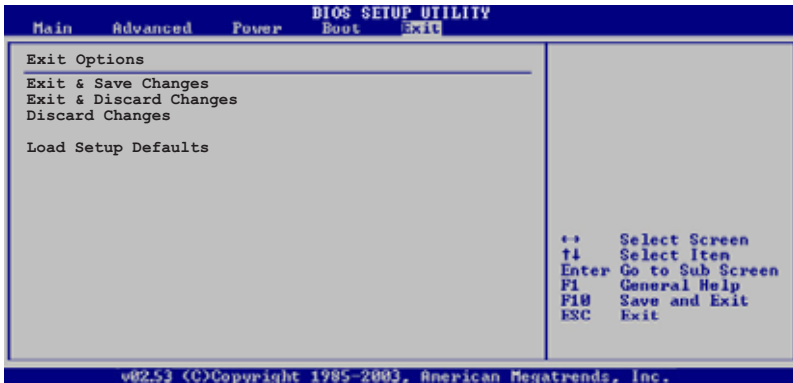 BIOS SETUP UTILITY
Main Advanced Power Boot Exit
Exit Options
Exit & Save Changes
Exit & Discard Changes
Discard Changes
Load Setup Defaults
↔ Select Screen
↑↓ Select Item
Enter Go to Sub Screen
F1 General Help
F10 Save and Exit
ESC Exit
v02.53 (C)Copyright 1985-2003, American Megatrends, Inc.